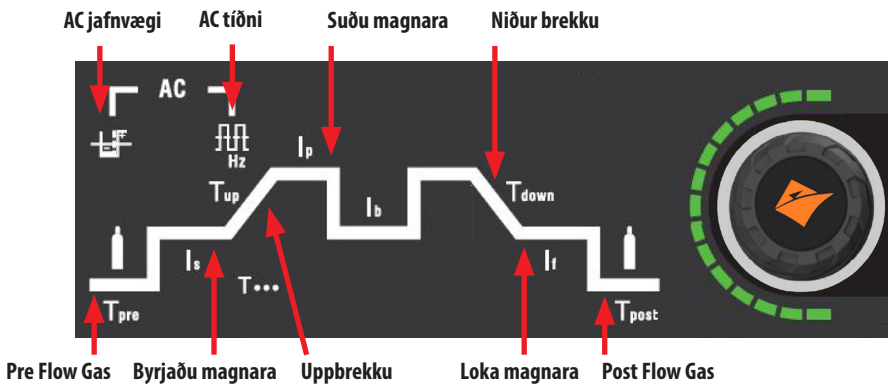 AC jafnvægi
AC tíðni
Suðu magnara
Niður brekku
AC
Hz
Ip
Tup
Ib
Tdown
Is
If
T...
Tpre
Tpost
Pre Flow Gas
Byrjaðu magnara
Uppbrekku
Loka magnara
Post Flow Gas